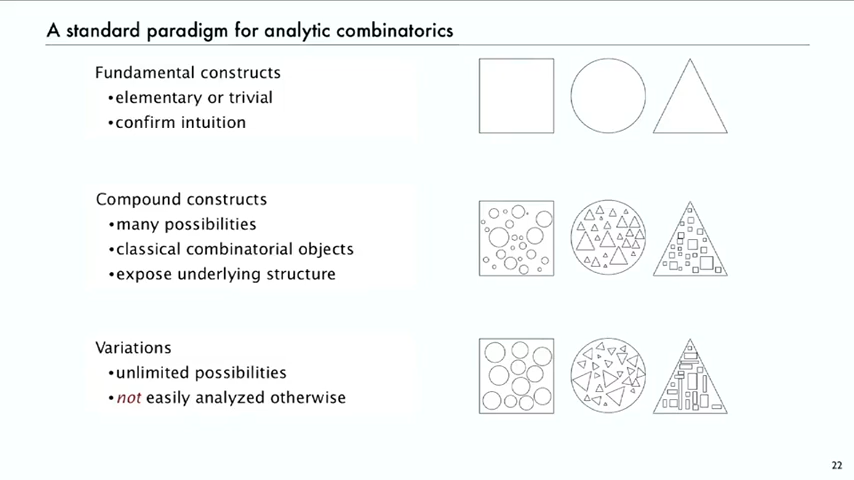 A standard paradigm for analytic combinatorics
Fundamental constructs
•elementary or trivial
•confirm intuition
Compound constructs
•many possibilities
•classical combinatorial objects
•expose underlying structure
Variations
•unlimited possibilities
•not easily analyzed otherwise
22